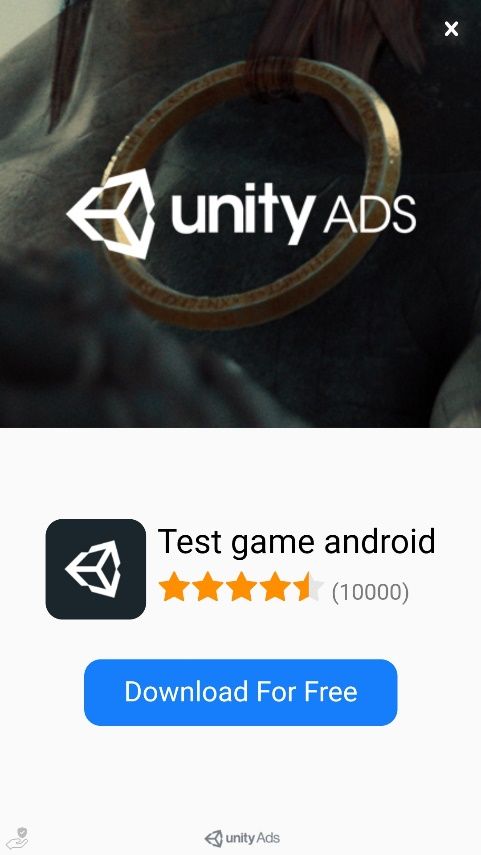 unity ADS
Test game android
(10000)
Download For Free
unity Ads